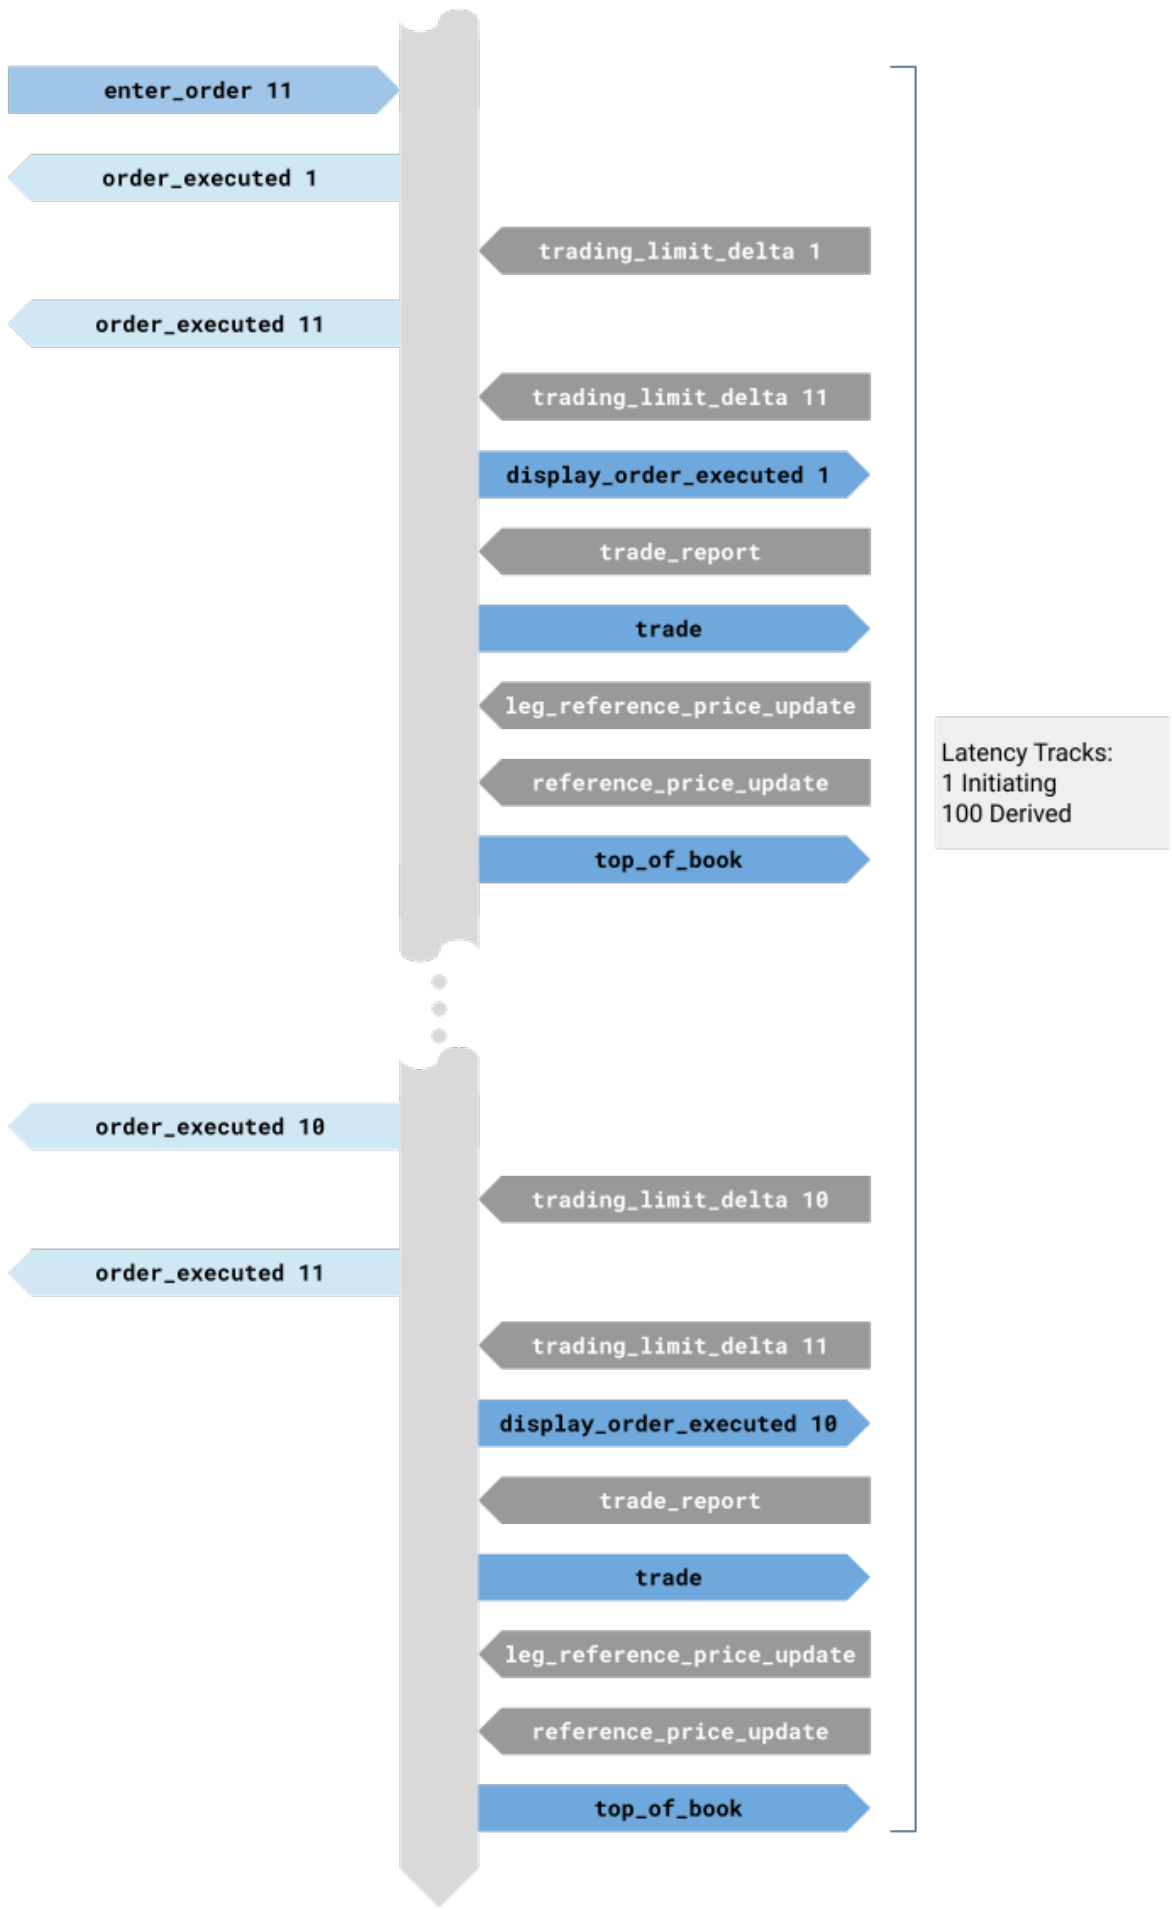 enter_order 11
order_executed 1
trading_limit_delta 1
order_executed 11
trading_limit_delta 11
display_order_executed 1
trade_report
trade
leg_reference_price_update
reference_price_update
top_of_book
Latency Tracks:
1 Initiating
100 Derived
order_executed 10
trading_limit_delta 10
order_executed 11
trading_limit_delta 11
display_order_executed 10
trade_report
trade
leg_reference_price_update
reference_price_update
top_of_book